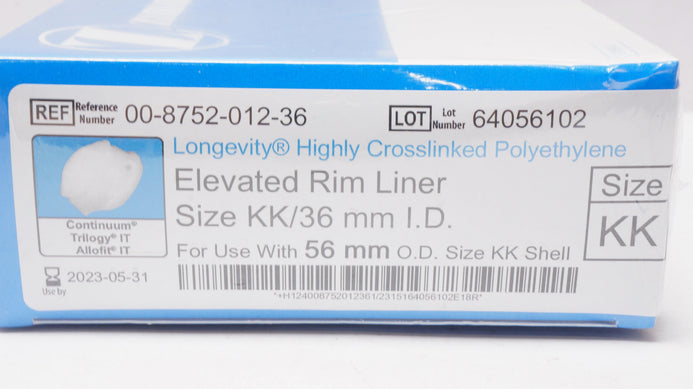 REF Reference Number 00-8752-012-36
LOT Lot Number 64056102
Longevity® Highly Crosslinked Polyethylene
Elevated Rim Liner
Size KK/36 mm I.D.
For Use With 56 mm O.D. Size KK Shell
Size
KK
Continuum®
Trilogy® IT
Allofit® IT
Use by 2023-05-31
*+H124008752012361/2315164056102E18R*